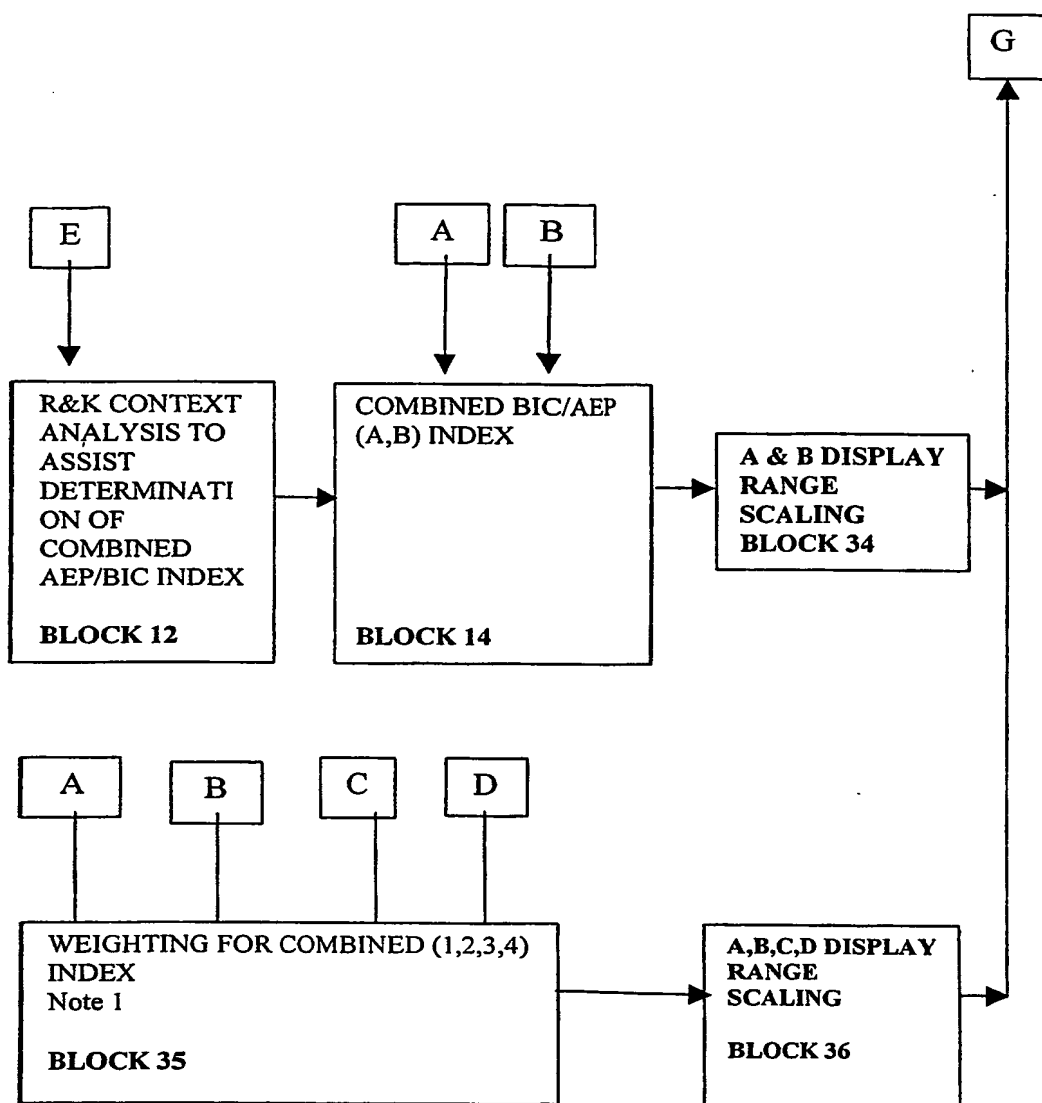 G
E
A
B
R&K CONTEXT
ANALYSIS TO
ASSIST
DETERMINATI
ON OF
COMBINED
AEP/BIC INDEX
BLOCK 12
COMBINED BIC/AEP
(A,B) INDEX
BLOCK 14
A & B DISPLAY
RANGE
SCALING
BLOCK 34
A
B
C
D
WEIGHTING FOR COMBINED (1,2,3,4)
INDEX
Note 1
BLOCK 35
A,B,C,D DISPLAY
RANGE
SCALING
BLOCK 36